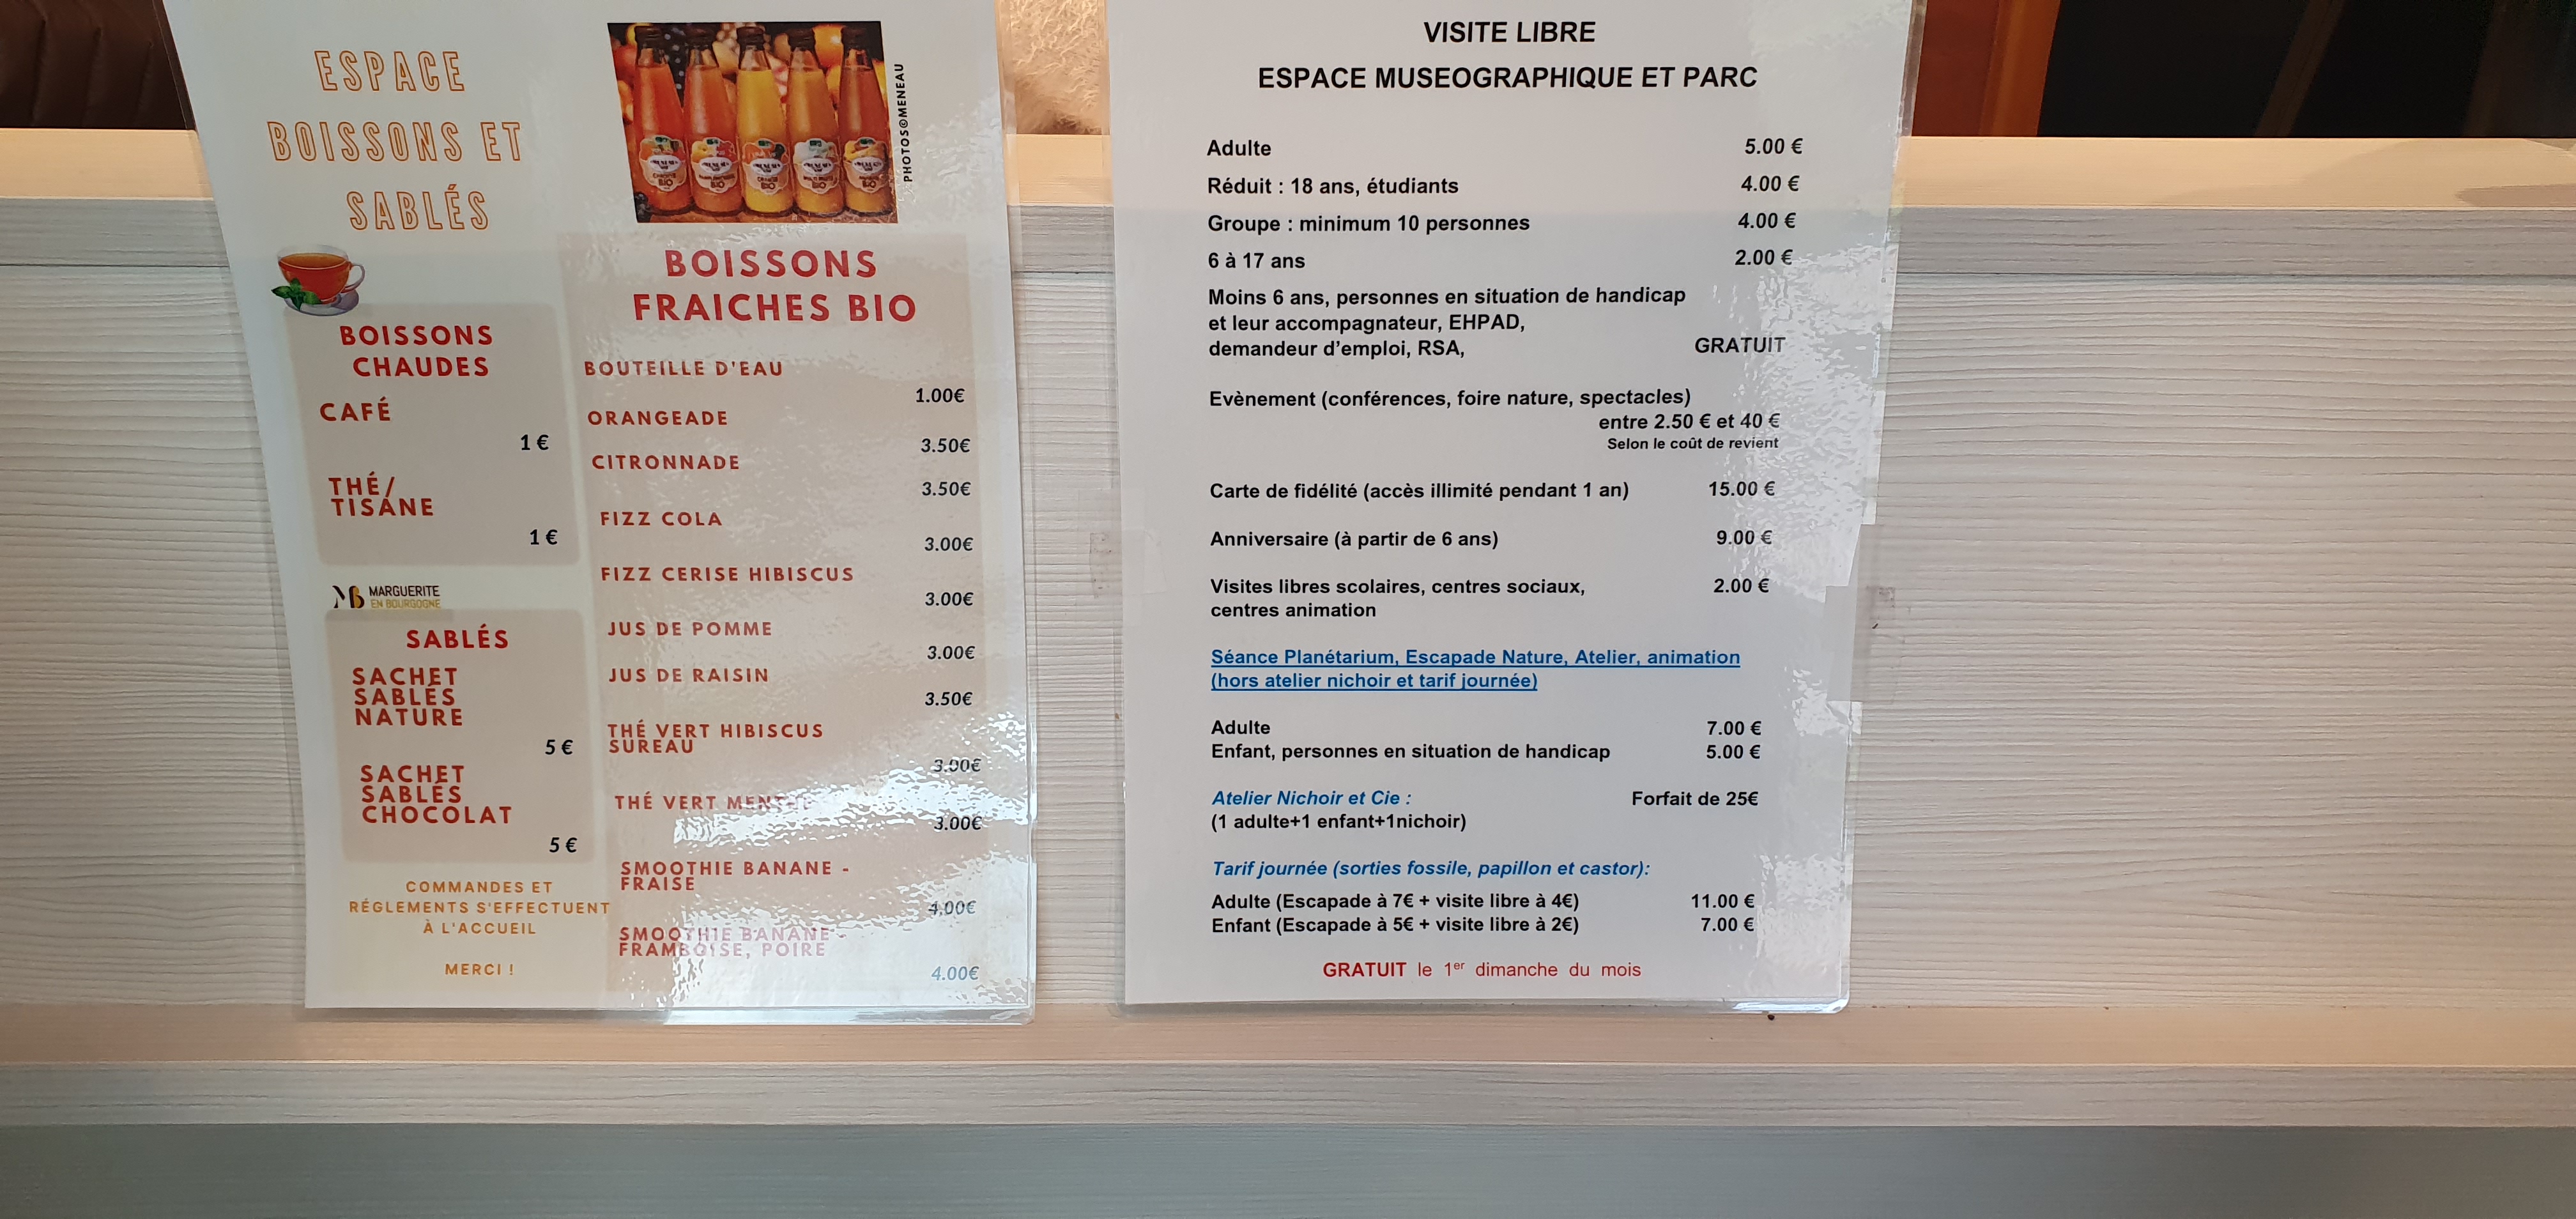 ESPACE
BOISSONS ET
SABLÉS
PHOTOS©MENEAU
BOISSONS
CHAUDES
CAFÉ
1 €
THÉ/
TISANE
1 €
MB MARGUERITE
EN BOURGOGNE
SABLÉS
SACHET
SABLÉS
NATURE
5 €
SACHET
SABLÉS
CHOCOLAT
5 €
COMMANDES ET
RÉGLEMENTS S'EFFECTUENT
À L'ACCUEIL
MERCI !
BOISSONS
FRAICHES BIO
BOUTEILLE D'EAU
1.00€
ORANGEADE
3.50€
CITRONNADE
3.50€
FIZZ COLA
3.00€
FIZZ CERISE HIBISCUS
3.00€
JUS DE POMME
3.00€
JUS DE RAISIN
3.50€
THÉ VERT HIBISCUS
SUREAU
3.00€
THÉ VERT MENTHE
3.00€
SMOOTHIE BANANE -
FRAISE
4.00€
SMOOTHIE BANANE -
FRAMBOISE, POIRE
4.00€
VISITE LIBRE
ESPACE MUSEOGRAPHIQUE ET PARC
Adulte 5.00 €
Réduit : 18 ans, étudiants 4.00 €
Groupe : minimum 10 personnes 4.00 €
6 à 17 ans 2.00 €
Moins 6 ans, personnes en situation de handicap
et leur accompagnateur, EHPAD,
demandeur d'emploi, RSA, GRATUIT
Evènement (conférences, foire nature, spectacles)
entre 2.50 € et 40 €
Selon le coût de revient
Carte de fidélité (accès illimité pendant 1 an) 15.00 €
Anniversaire (à partir de 6 ans) 9.00 €
Visites libres scolaires, centres sociaux, 2.00 €
centres animation
Séance Planétarium, Escapade Nature, Atelier, animation
(hors atelier nichoir et tarif journée)
Adulte 7.00 €
Enfant, personnes en situation de handicap 5.00 €
Atelier Nichoir et Cie : Forfait de 25€
(1 adulte+1 enfant+1nichoir)
Tarif journée (sorties fossile, papillon et castor):
Adulte (Escapade à 7€ + visite libre à 4€) 11.00 €
Enfant (Escapade à 5€ + visite libre à 2€) 7.00 €
GRATUIT le 1er dimanche du mois